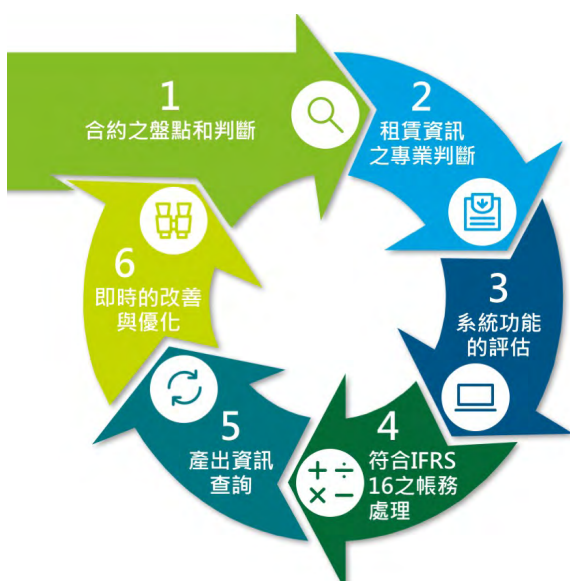 1
合約之盤點和判斷
2
租賃資訊
之專業判斷
3
系統功能
的評估
4
符合IFRS
16之帳務
處理
5
產出資訊
查詢
6
即時的改善
與優化